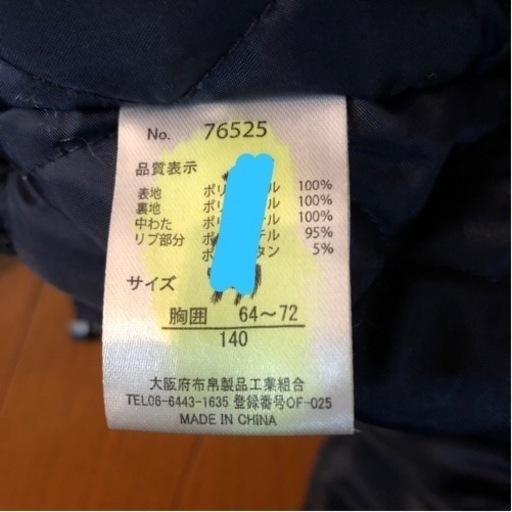 No. 76525
品質表示
表地 ポリ ル 100%
裏地 ポリ ル 100%
中わた ポリ テル 100%
リブ部分 ポ テル 95%
ポ タン 5%
サイズ
胸囲 64～72
140
大阪府布帛製品工業組合
TEL06-6443-1635 登録番号OF-025
MADE IN CHINA